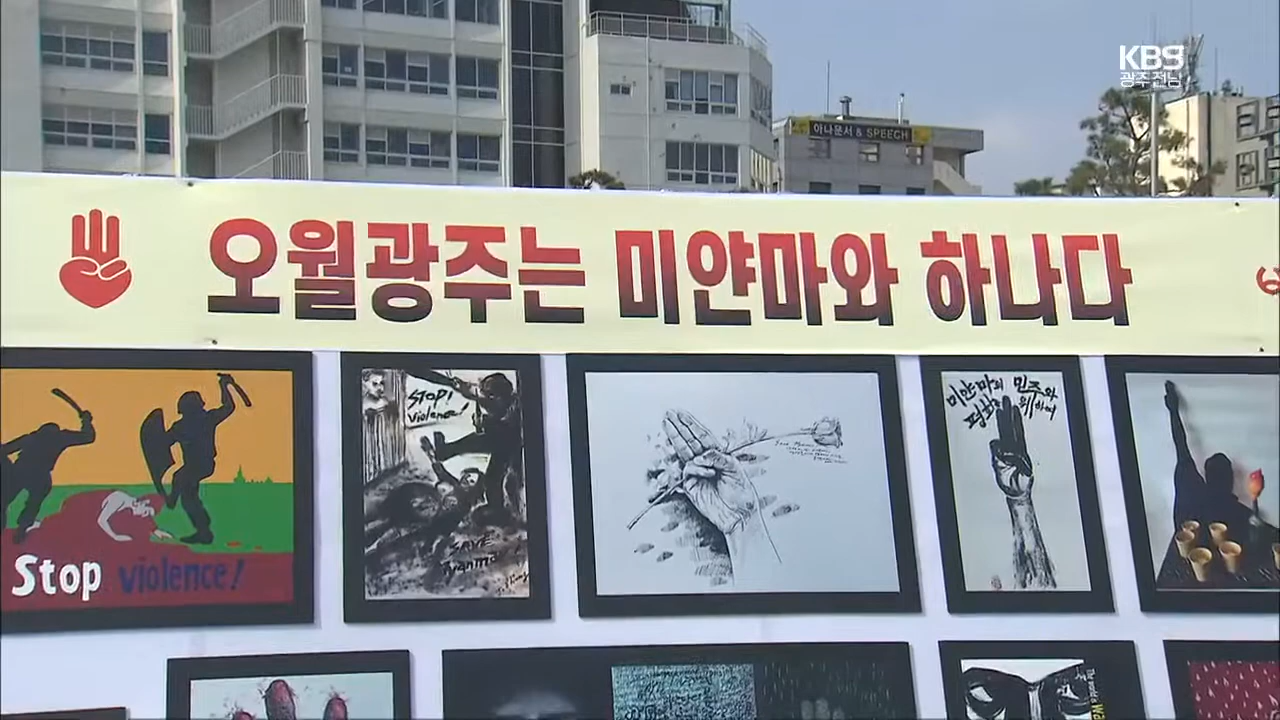 KBS
광주전남
아나문서 & SPEECH
오월광주는 미얀마와 하나다
STOP!
violence!
미얀마의 민주와
평화를 위하여
SAVE
Myanmar
Stop violence!